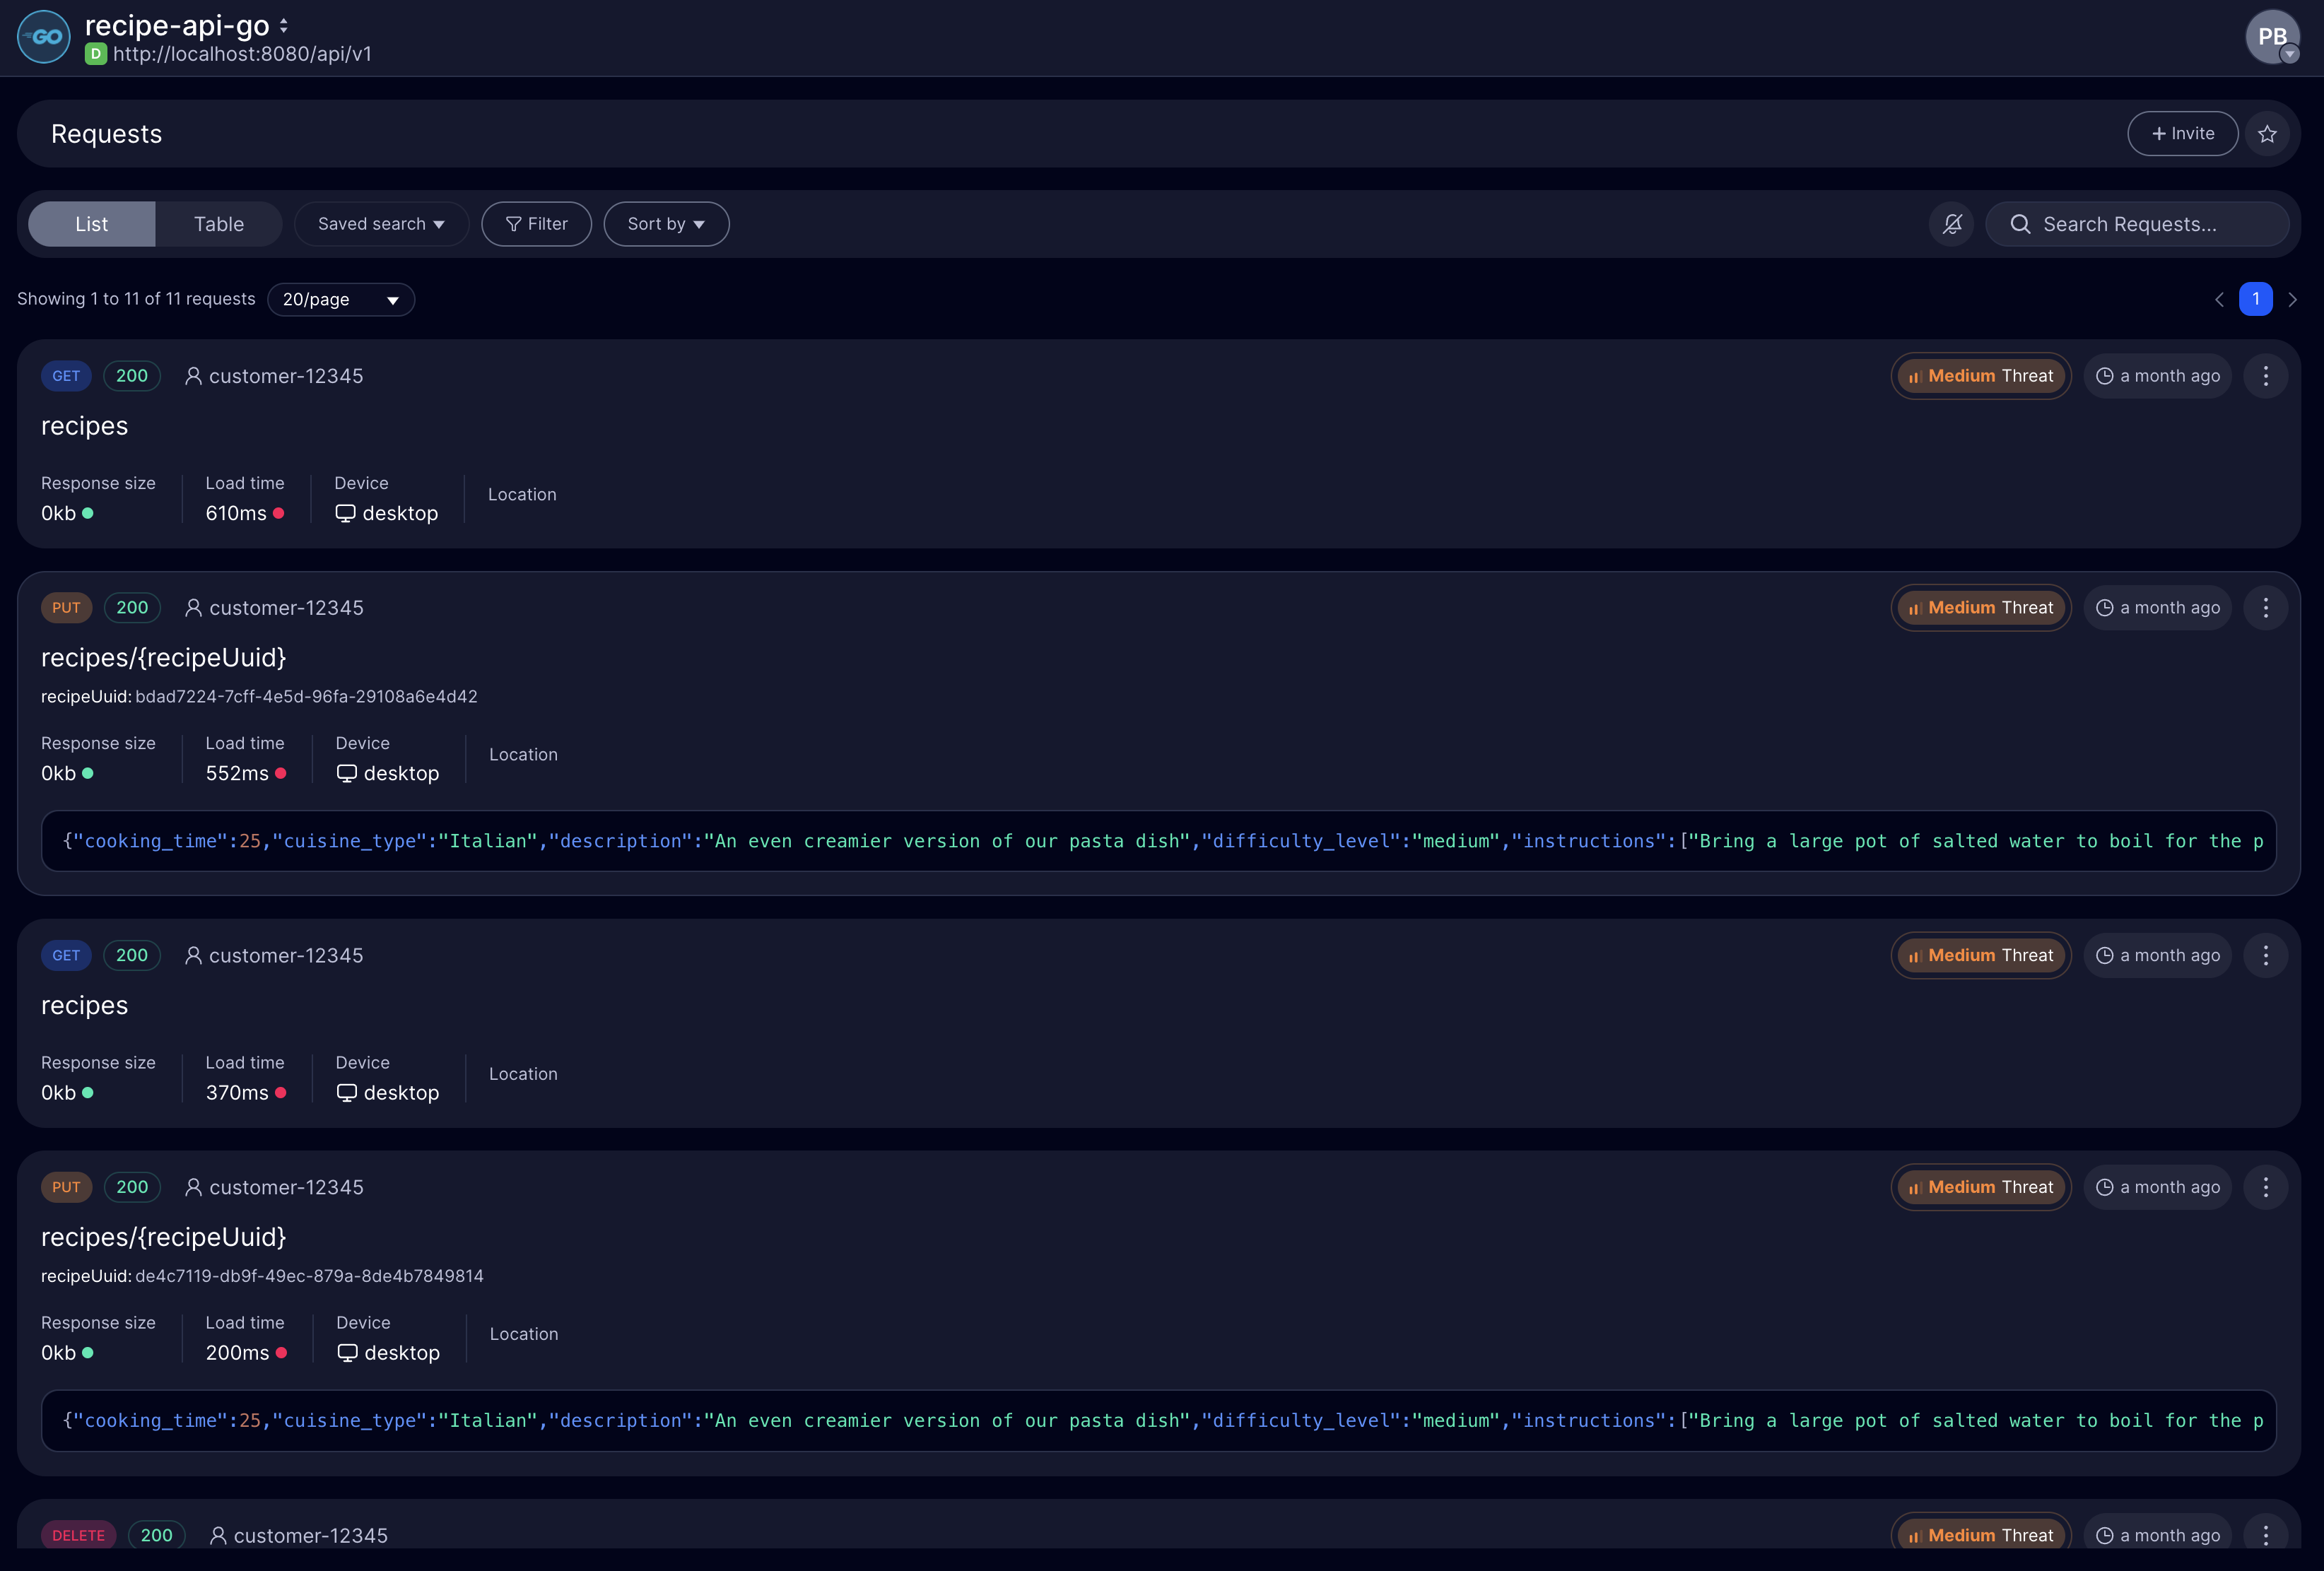 GO
recipe-api-go
D http://localhost:8080/api/v1
PB
Requests
+ Invite
List Table Saved search Filter Sort by Search Requests...
Showing 1 to 11 of 11 requests 20/page 1
GET 200 customer-12345 Medium Threat a month ago
recipes
Response size Load time Device Location
0kb 610ms desktop
PUT 200 customer-12345 Medium Threat a month ago
recipes/{recipeUuid}
recipeUuid: bdad7224-7cff-4e5d-96fa-29108a6e4d42
Response size Load time Device Location
0kb 552ms desktop
{"cooking_time":25,"cuisine_type":"Italian","description":"An even creamier version of our pasta dish","difficulty_level":"medium","instructions":["Bring a large pot of salted water to boil for the p
GET 200 customer-12345 Medium Threat a month ago
recipes
Response size Load time Device Location
0kb 370ms desktop
PUT 200 customer-12345 Medium Threat a month ago
recipes/{recipeUuid}
recipeUuid: de4c7119-db9f-49ec-879a-8de4b7849814
Response size Load time Device Location
0kb 200ms desktop
{"cooking_time":25,"cuisine_type":"Italian","description":"An even creamier version of our pasta dish","difficulty_level":"medium","instructions":["Bring a large pot of salted water to boil for the p
DELETE 200 customer-12345 Medium Threat a month ago